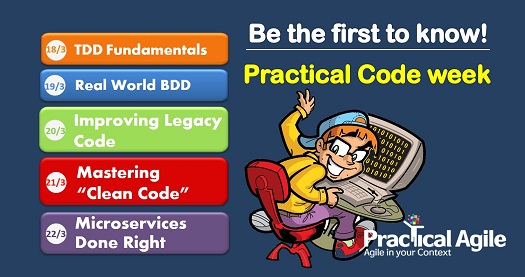 Be the first to know!
Practical Code week
18/3 TDD Fundamentals
19/3 Real World BDD
20/3 Improving Legacy
Code
21/3 Mastering
“Clean Code”
22/3 Microservices
Done Right
Practical Agile
Agile in your Context